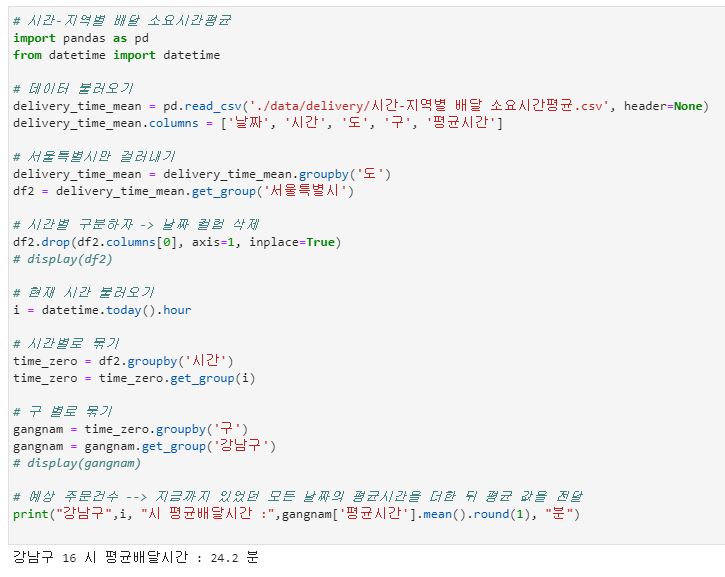 # 시간-지역별 배달 소요시간평균
import pandas as pd
from datetime import datetime
# 데이터 불러오기
delivery_time_mean = pd.read_csv('./data/delivery/시간-지역별 배달 소요시간평균.csv', header=None)
delivery_time_mean.columns = ['날짜', '시간', '도', '구', '평균시간']
# 서울특별시만 걸러내기
delivery_time_mean = delivery_time_mean.groupby('도')
df2 = delivery_time_mean.get_group('서울특별시')
# 시간별 구분하자 -> 날짜 컬럼 삭제
df2.drop(df2.columns[0], axis=1, inplace=True)
# display(df2)
# 현재 시간 불러오기
i = datetime.today().hour
# 시간별로 묶기
time_zero = df2.groupby('시간')
time_zero = time_zero.get_group(i)
# 구 별로 묶기
gangnam = time_zero.groupby('구')
gangnam = gangnam.get_group('강남구')
# display(gangnam)
# 예상 주문건수 --> 지금까지 있었던 모든 날짜의 평균시간을 더한 뒤 평균 값을 전달
print("강남구",i, "시 평균배달시간 :",gangnam['평균시간'].mean().round(1), "분")
강남구 16 시 평균배달시간 : 24.2 분